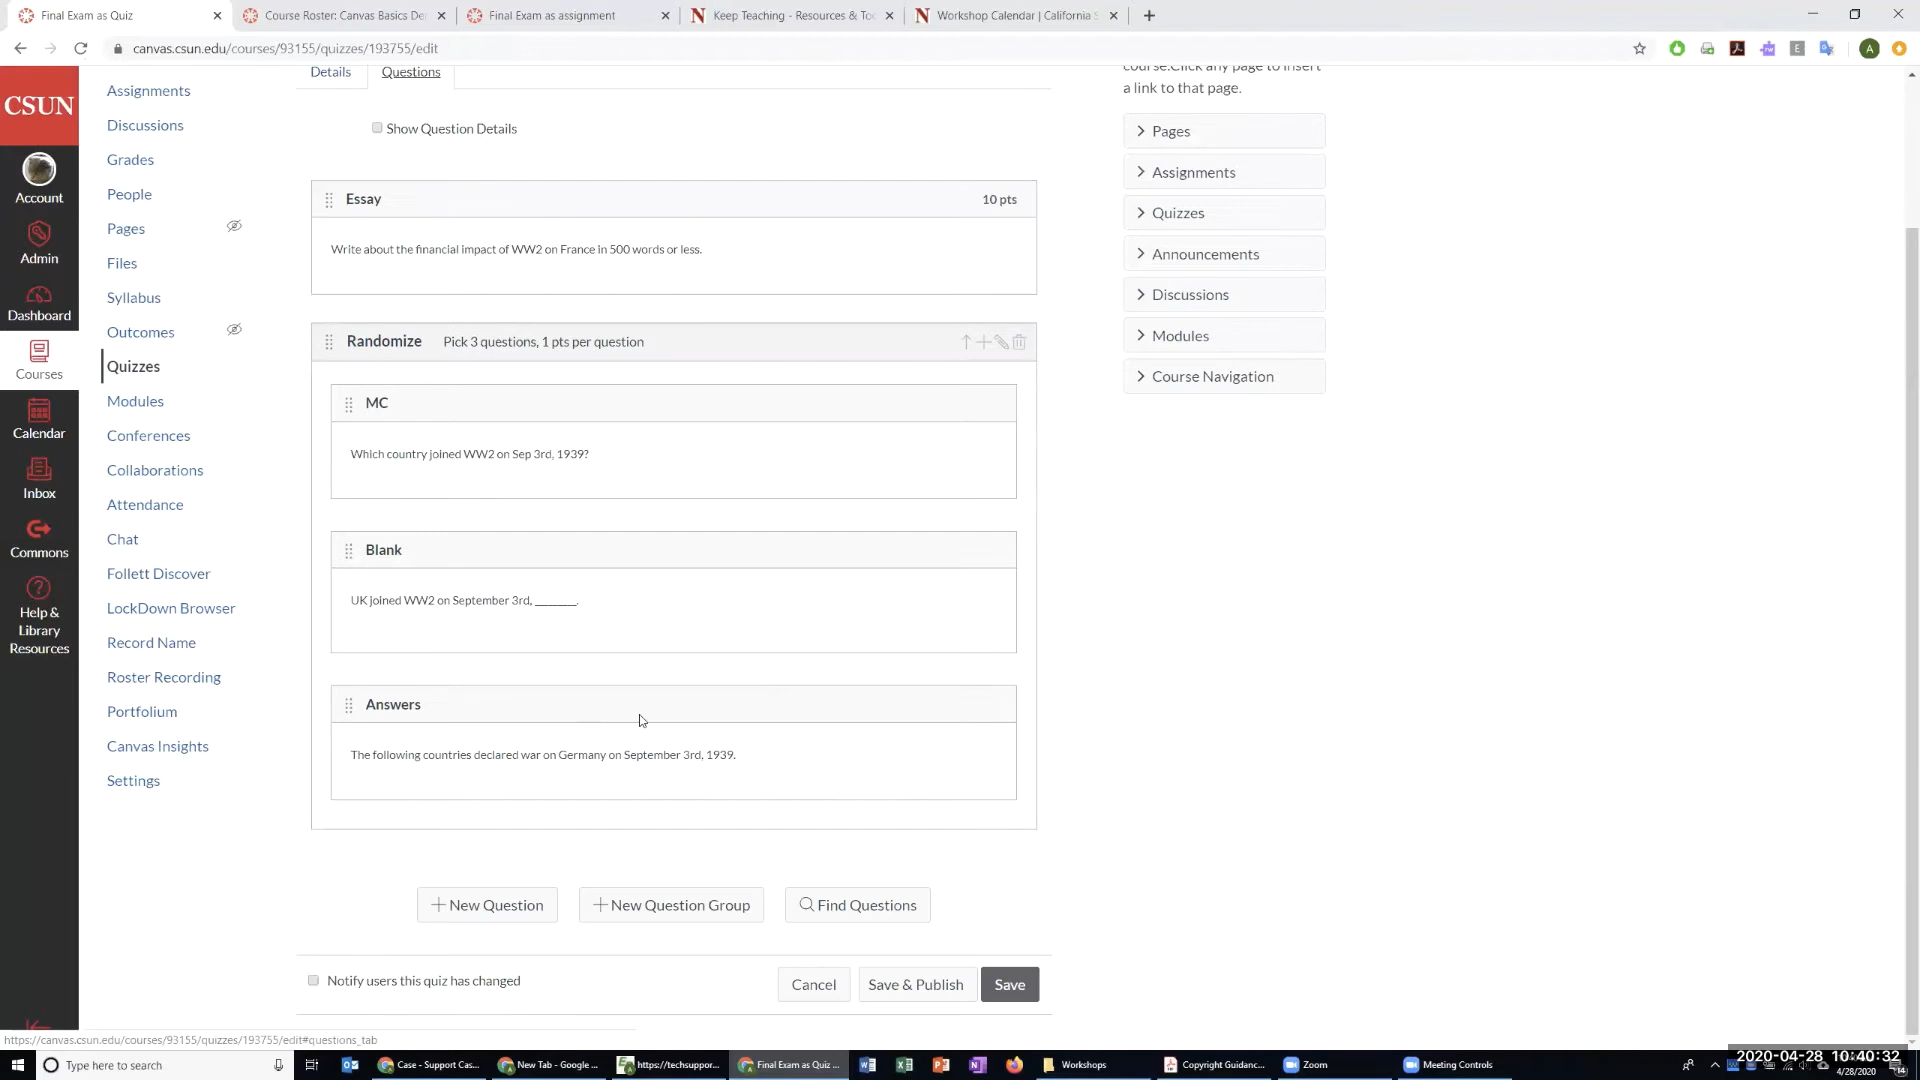 Final Exam as Quiz
Course Roster: Canvas Basics De
Final Exam as assignment
Keep Teaching - Resources & To
Workshop Calendar | California
canvas.csun.edu/courses/93155/quizzes/193755/edit
A
CSUN
Account
Admin
Dashboard
Courses
Calendar
Inbox
Commons
Help &
Library
Resources
Assignments
Discussions
Grades
People
Pages
Files
Syllabus
Outcomes
Quizzes
Modules
Conferences
Collaborations
Attendance
Chat
Follett Discover
LockDown Browser
Record Name
Roster Recording
Portfolium
Canvas Insights
Settings
Details
Questions
Show Question Details
Essay
10 pts
Write about the financial impact of WW2 on France in 500 words or less.
Randomize
Pick 3 questions, 1 pts per question
MC
Which country joined WW2 on Sep 3rd, 1939?
Blank
UK joined WW2 on September 3rd, ________.
Answers
The following countries declared war on Germany on September 3rd, 1939.
New Question
New Question Group
Find Questions
Notify users this quiz has changed
Cancel
Save & Publish
Save
course. Click any page to insert
a link to that page.
Pages
Assignments
Quizzes
Announcements
Discussions
Modules
Course Navigation
https://canvas.csun.edu/courses/93155/quizzes/193755/edit#questions_tab
Type here to search
Case - Support Cas...
New Tab - Google ...
https://techsuppor...
Final Exam as Quiz ...
Workshops
Copyright Guidanc...
Zoom
Meeting Controls
2020-04-28 10:40:32
4/28/2020